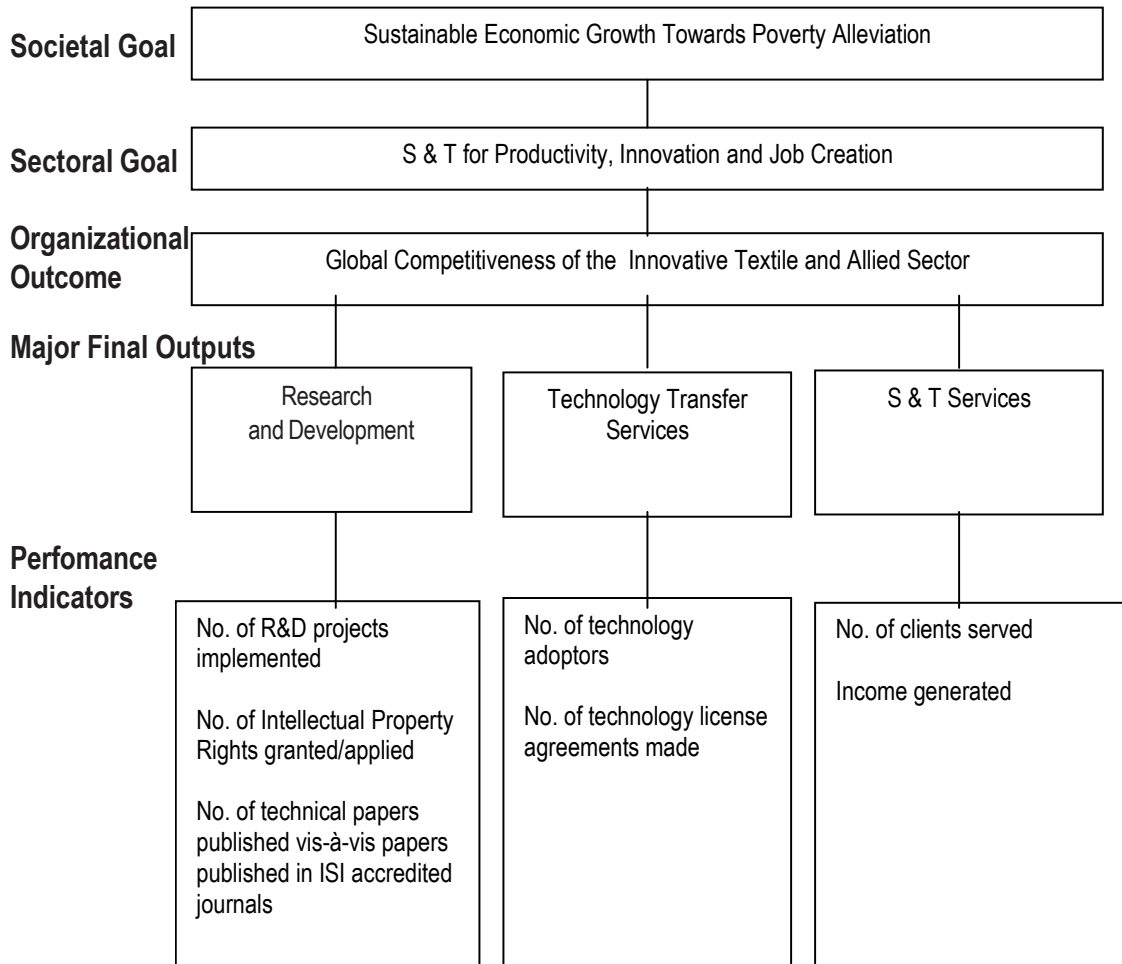 Societal Goal
Sustainable Economic Growth Towards Poverty Alleviation
Sectoral Goal
S & T for Productivity, Innovation and Job Creation
Organizational
Outcome
Global Competitiveness of the Innovative Textile and Allied Sector
Major Final Outputs
Research
and Development
Technology Transfer
Services
S & T Services
Perfomance
Indicators
No. of R&D projects
implemented
No. of Intellectual Property
Rights granted/applied
No. of technical papers
published vis-à-vis papers
published in ISI accredited
journals
No. of technology
adoptors
No. of technology license
agreements made
No. of clients served
Income generated